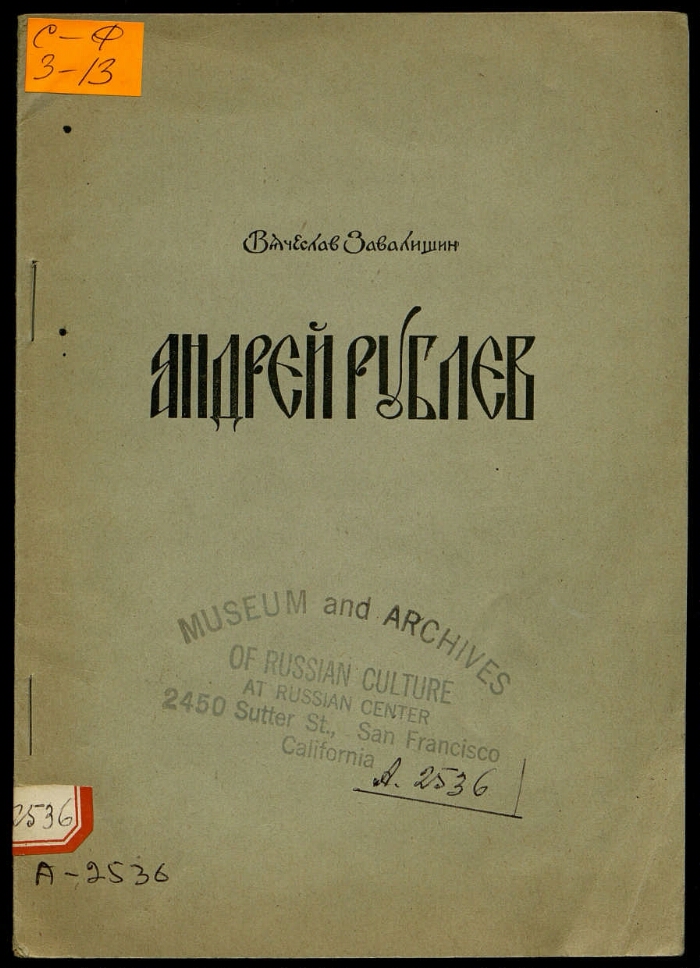 С-Ф
З-13
Вячеслав Завалишин
АНДРЕЙ РУБЛЕВ
MUSEUM and ARCHIVES
OF RUSSIAN CULTURE
AT RUSSIAN CENTER
2450 Sutter St., San Francisco
California
A. 2536
2536
A-2536